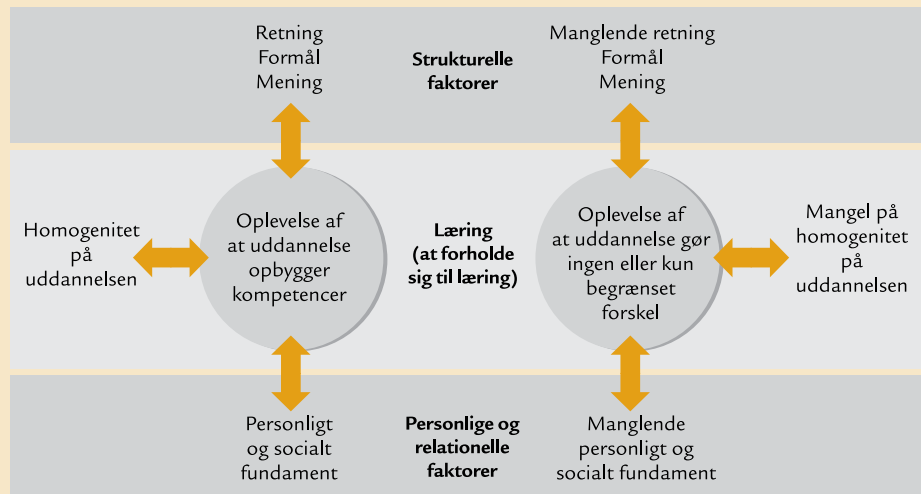 Retning
Formål
Mening
Strukturelle
faktorer
Manglende retning
Formål
Mening
Homogenitet
på
uddannelsen
Oplevelse af
at uddannelse
opbygger
kompetencer
Læring
(at forholde
sig til læring)
Oplevelse af
at uddannelse gør
ingen eller kun
begrænset
forskel
Mangel på
homogenitet
på
uddannelsen
Personligt
og socialt
fundament
Personlige og
relationelle
faktorer
Manglende
personligt og
socialt fundament